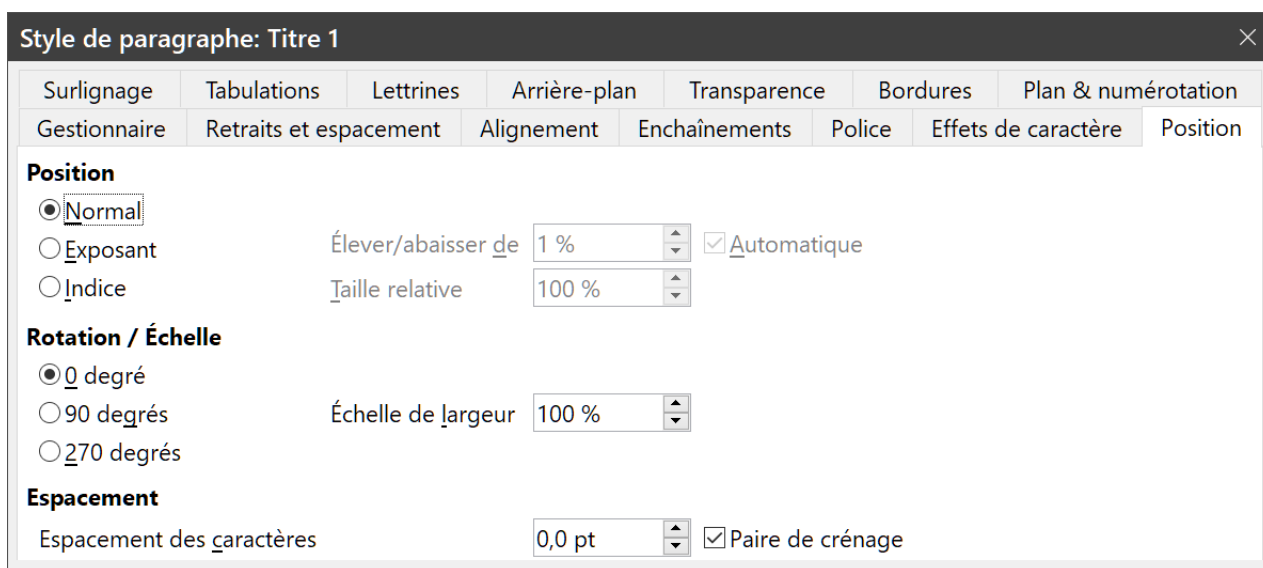 Style de paragraphe: Titre 1
Surlignage Tabulations Lettrines Arrière-plan Transparence Bordures Plan & numérotation
Gestionnaire Retraits et espacement Alignement Enchaînements Police Effets de caractère Position
Position
Normal
Exposant Élever/abaisser de 1 % Automatique
Indice Taille relative 100 %
Rotation / Échelle
0 degré
90 degrés Échelle de largeur 100 %
270 degrés
Espacement
Espacement des caractères 0,0 pt Paire de crénage